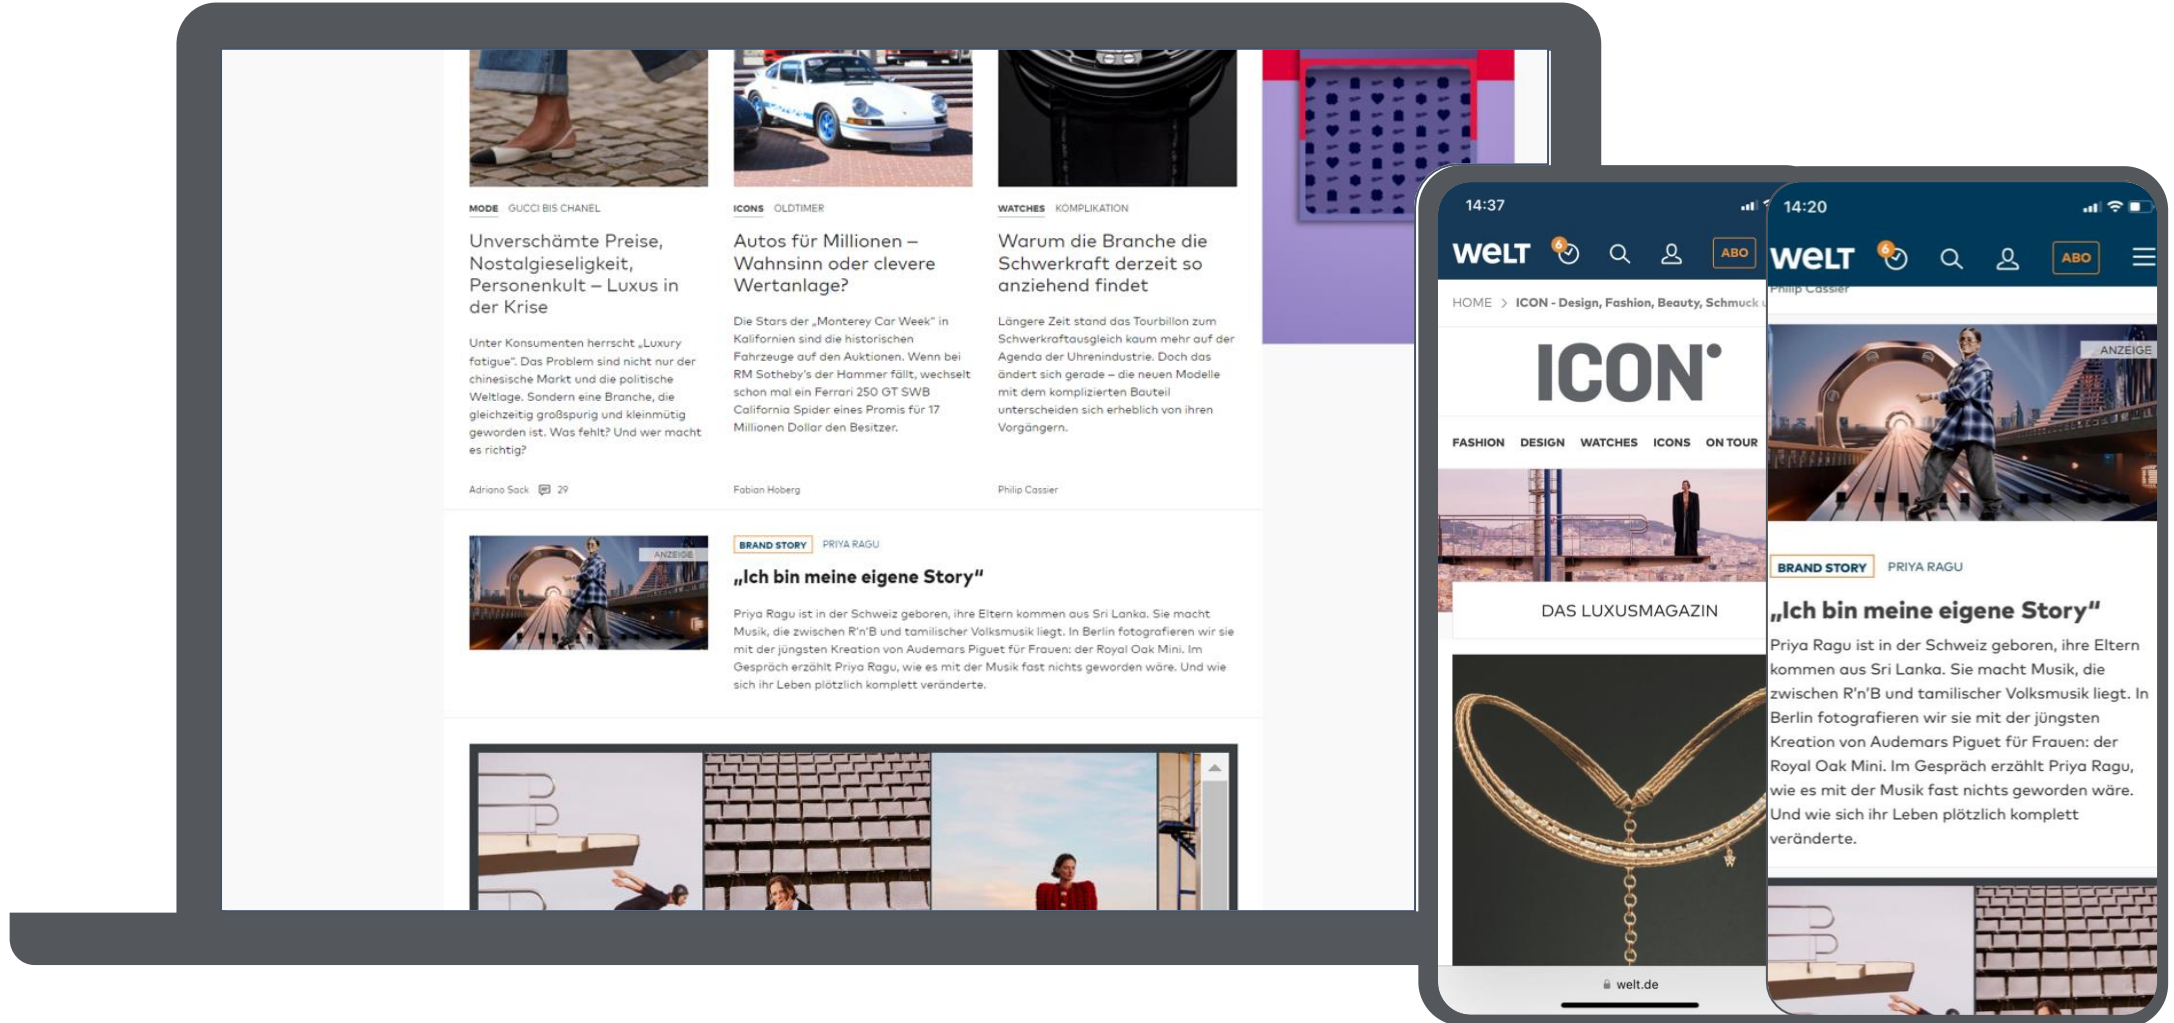 MODE GUCCI BIS CHANEL
Unverschämte Preise,
Nostalgieseligkeit,
Personenkult – Luxus in
der Krise
Unter Konsumenten herrscht „Luxury
fatigue“. Das Problem sind nicht nur der
chinesische Markt und die politische
Weltlage. Sondern eine Branche, die
gleichzeitig großspurig und kleinmütig
geworden ist. Was fehlt? Und wer macht
es richtig?
Adriano Sack 29
ICONS OLDTIMER
Autos für Millionen –
Wahnsinn oder clevere
Wertanlage?
Die Stars der „Monterey Car Week“ in
Kalifornien sind die historischen
Fahrzeuge auf den Auktionen. Wenn bei
RM Sotheby's der Hammer fällt, wechselt
schon mal ein Ferrari 250 GT SWB
California Spider eines Promis für 17
Millionen Dollar den Besitzer.
Fabian Hoberg
WATCHES KOMPLIKATION
Warum die Branche die
Schwerkraft derzeit so
anziehend findet
Längere Zeit stand das Tourbillon zum
Schwerkraftausgleich kaum mehr auf der
Agenda der Uhrenindustrie. Doch das
ändert sich gerade – die neuen Modelle
mit dem komplizierten Bauteil
unterscheiden sich erheblich von ihren
Vorgängern.
Philip Cassier
ANZEIGE
BRAND STORY PRIYA RAGU
„Ich bin meine eigene Story“
Priya Ragu ist in der Schweiz geboren, ihre Eltern kommen aus Sri Lanka. Sie macht
Musik, die zwischen R'n'B und tamilischer Volksmusik liegt. In Berlin fotografieren wir sie
mit der jüngsten Kreation von Audemars Piguet für Frauen: der Royal Oak Mini. Im
Gespräch erzählt Priya Ragu, wie es mit der Musik fast nichts geworden wäre. Und wie
sich ihr Leben plötzlich komplett veränderte.
14:37
WELT 6 ABO
HOME > ICON - Design, Fashion, Beauty, Schmuck u
ICON
FASHION DESIGN WATCHES ICONS ON TOUR
DAS LUXUSMAGAZIN
welt.de
14:20
WELT 6 ABO
Philip Cassier
ANZEIGE
BRAND STORY PRIYA RAGU
„Ich bin meine eigene Story“
Priya Ragu ist in der Schweiz geboren, ihre Eltern
kommen aus Sri Lanka. Sie macht Musik, die
zwischen R'n'B und tamilischer Volksmusik liegt. In
Berlin fotografieren wir sie mit der jüngsten
Kreation von Audemars Piguet für Frauen: der
Royal Oak Mini. Im Gespräch erzählt Priya Ragu,
wie es mit der Musik fast nichts geworden wäre.
Und wie sich ihr Leben plötzlich komplett
veränderte.